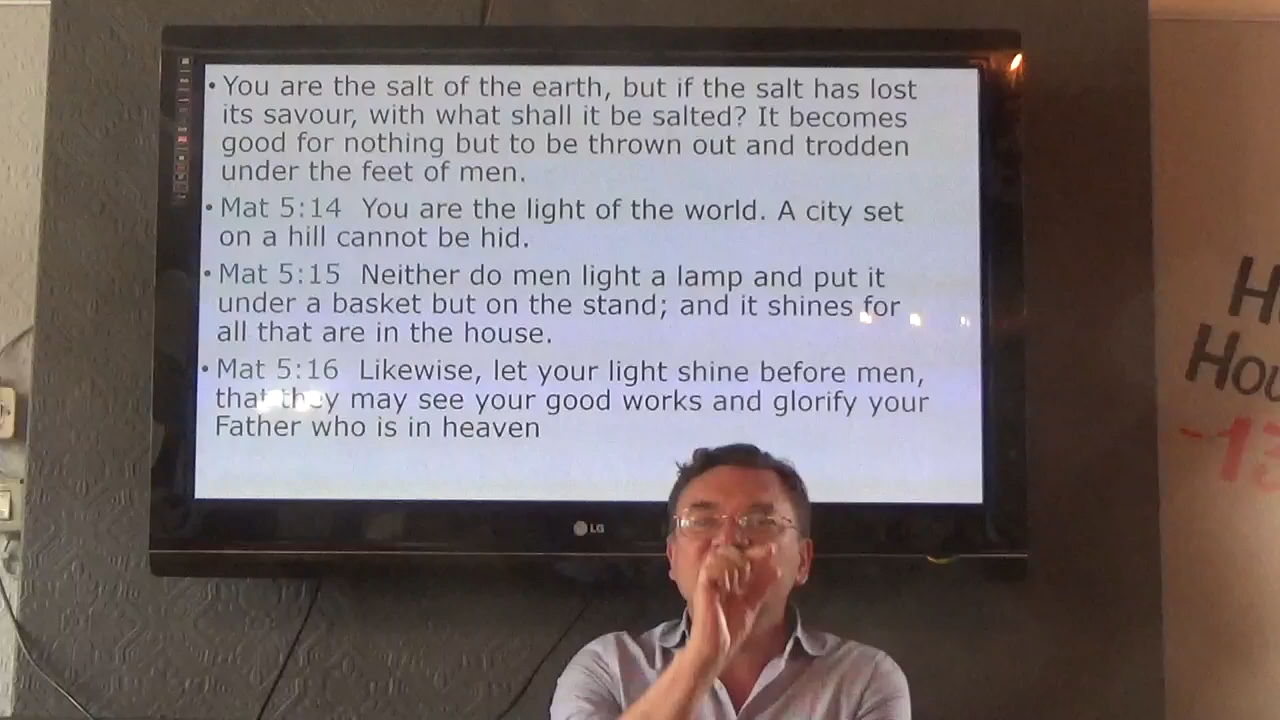 • You are the salt of the earth, but if the salt has lost
its savour, with what shall it be salted? It becomes
good for nothing but to be thrown out and trodden
under the feet of men.
• Mat 5:14 You are the light of the world. A city set
on a hill cannot be hid.
• Mat 5:15 Neither do men light a lamp and put it
under a basket but on the stand; and it shines for
all that are in the house.
• Mat 5:16 Likewise, let your light shine before men,
that they may see your good works and glorify your
Father who is in heaven
LG